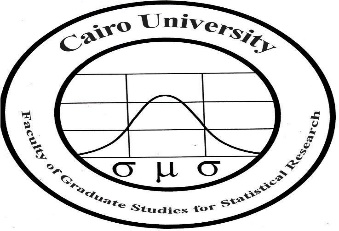 Cairo University
σ μ σ
Faculty of Graduate Studies for Statistical Research